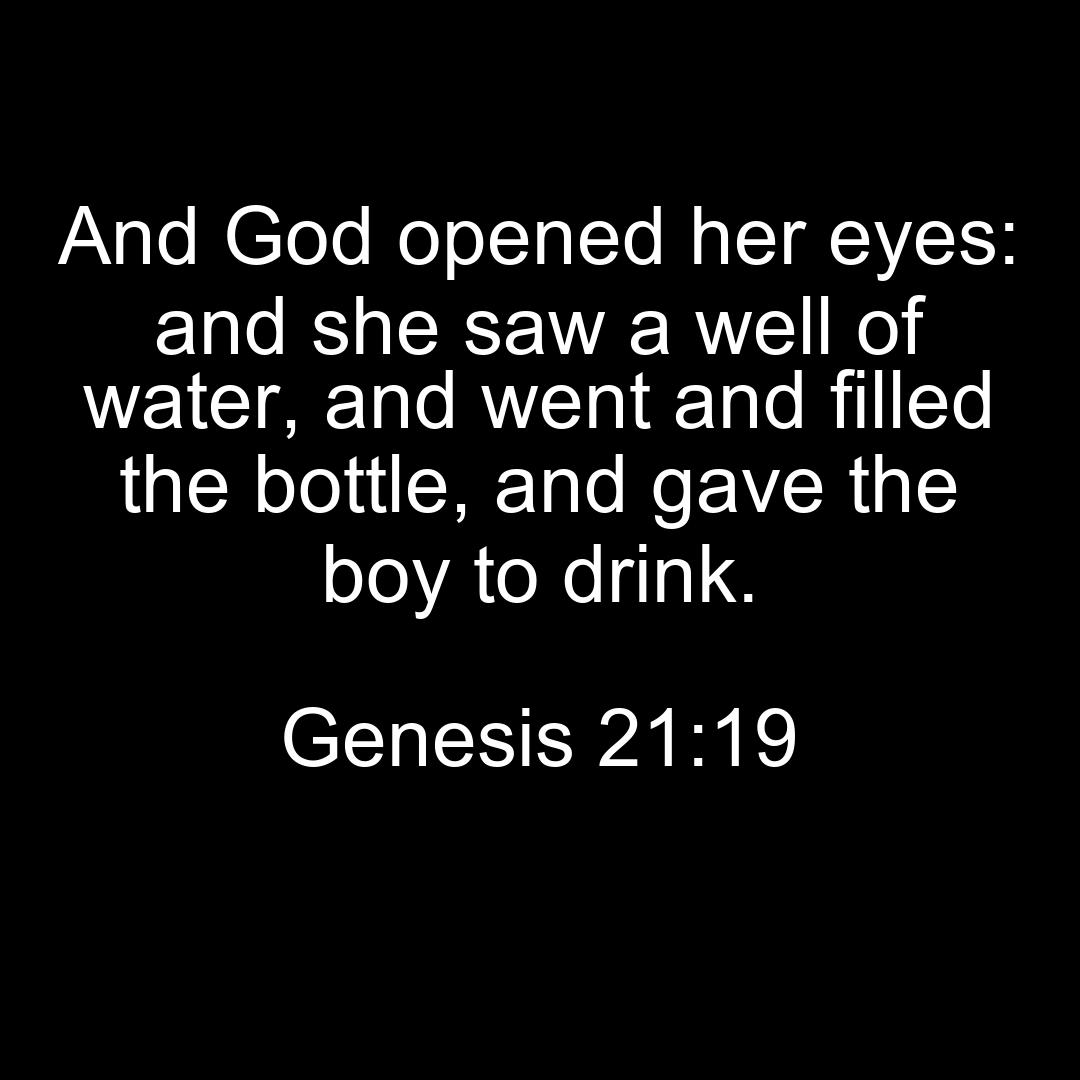 And God opened her eyes:
and she saw a well of
water, and went and filled
the bottle, and gave the
boy to drink.
Genesis 21:19